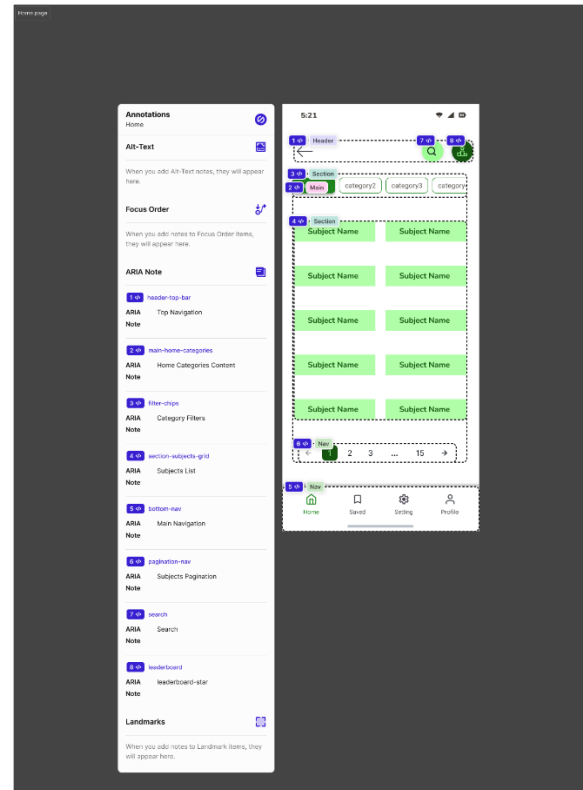 Home page
Annotations
Home
Alt-Text
When you add Alt-Text notes, they will appear
here.
Focus Order
When you add notes to Focus Order items,
they will appear here.
ARIA Note
1 header-top-bar
ARIA Note Top Navigation
2 main-home-categories
ARIA Note Home Categories Content
3 filter-chips
ARIA Note Category Filters
4 section-subjects-grid
ARIA Note Subjects List
5 bottom-nav
ARIA Note Main Navigation
6 pagination-nav
ARIA Note Subjects Pagination
7 search
ARIA Note Search
8 leaderboard
ARIA Note leaderboard-star
Landmarks
When you add notes to Landmark items, they
will appear here.
5:21
1 Header 7 8
3 Section
2 Main category2 category3 category
4 Section
Subject Name Subject Name
Subject Name Subject Name
Subject Name Subject Name
Subject Name Subject Name
Subject Name Subject Name
6 Nav
← 1 2 3 ... 15 →
5 Nav
Home Saved Setting Profile